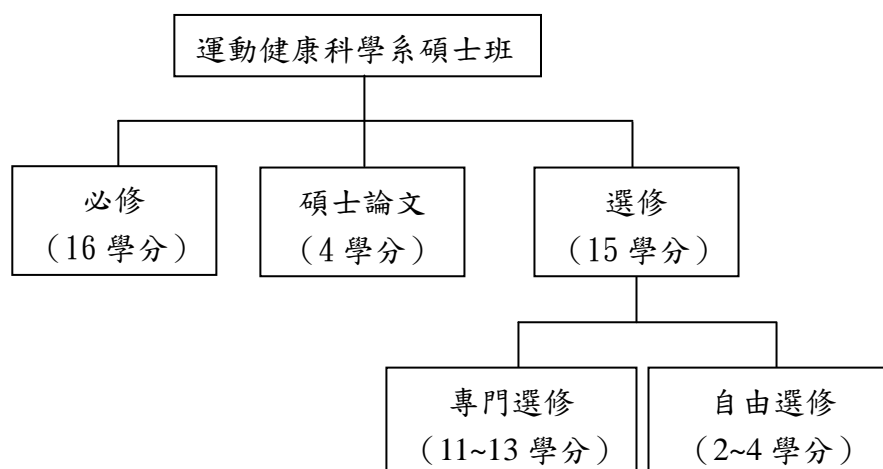 運動健康科學系碩士班
必修
（16 學分）
碩士論文
（4 學分）
選修
（15 學分）
專門選修
（11~13 學分）
自由選修
（2~4 學分）